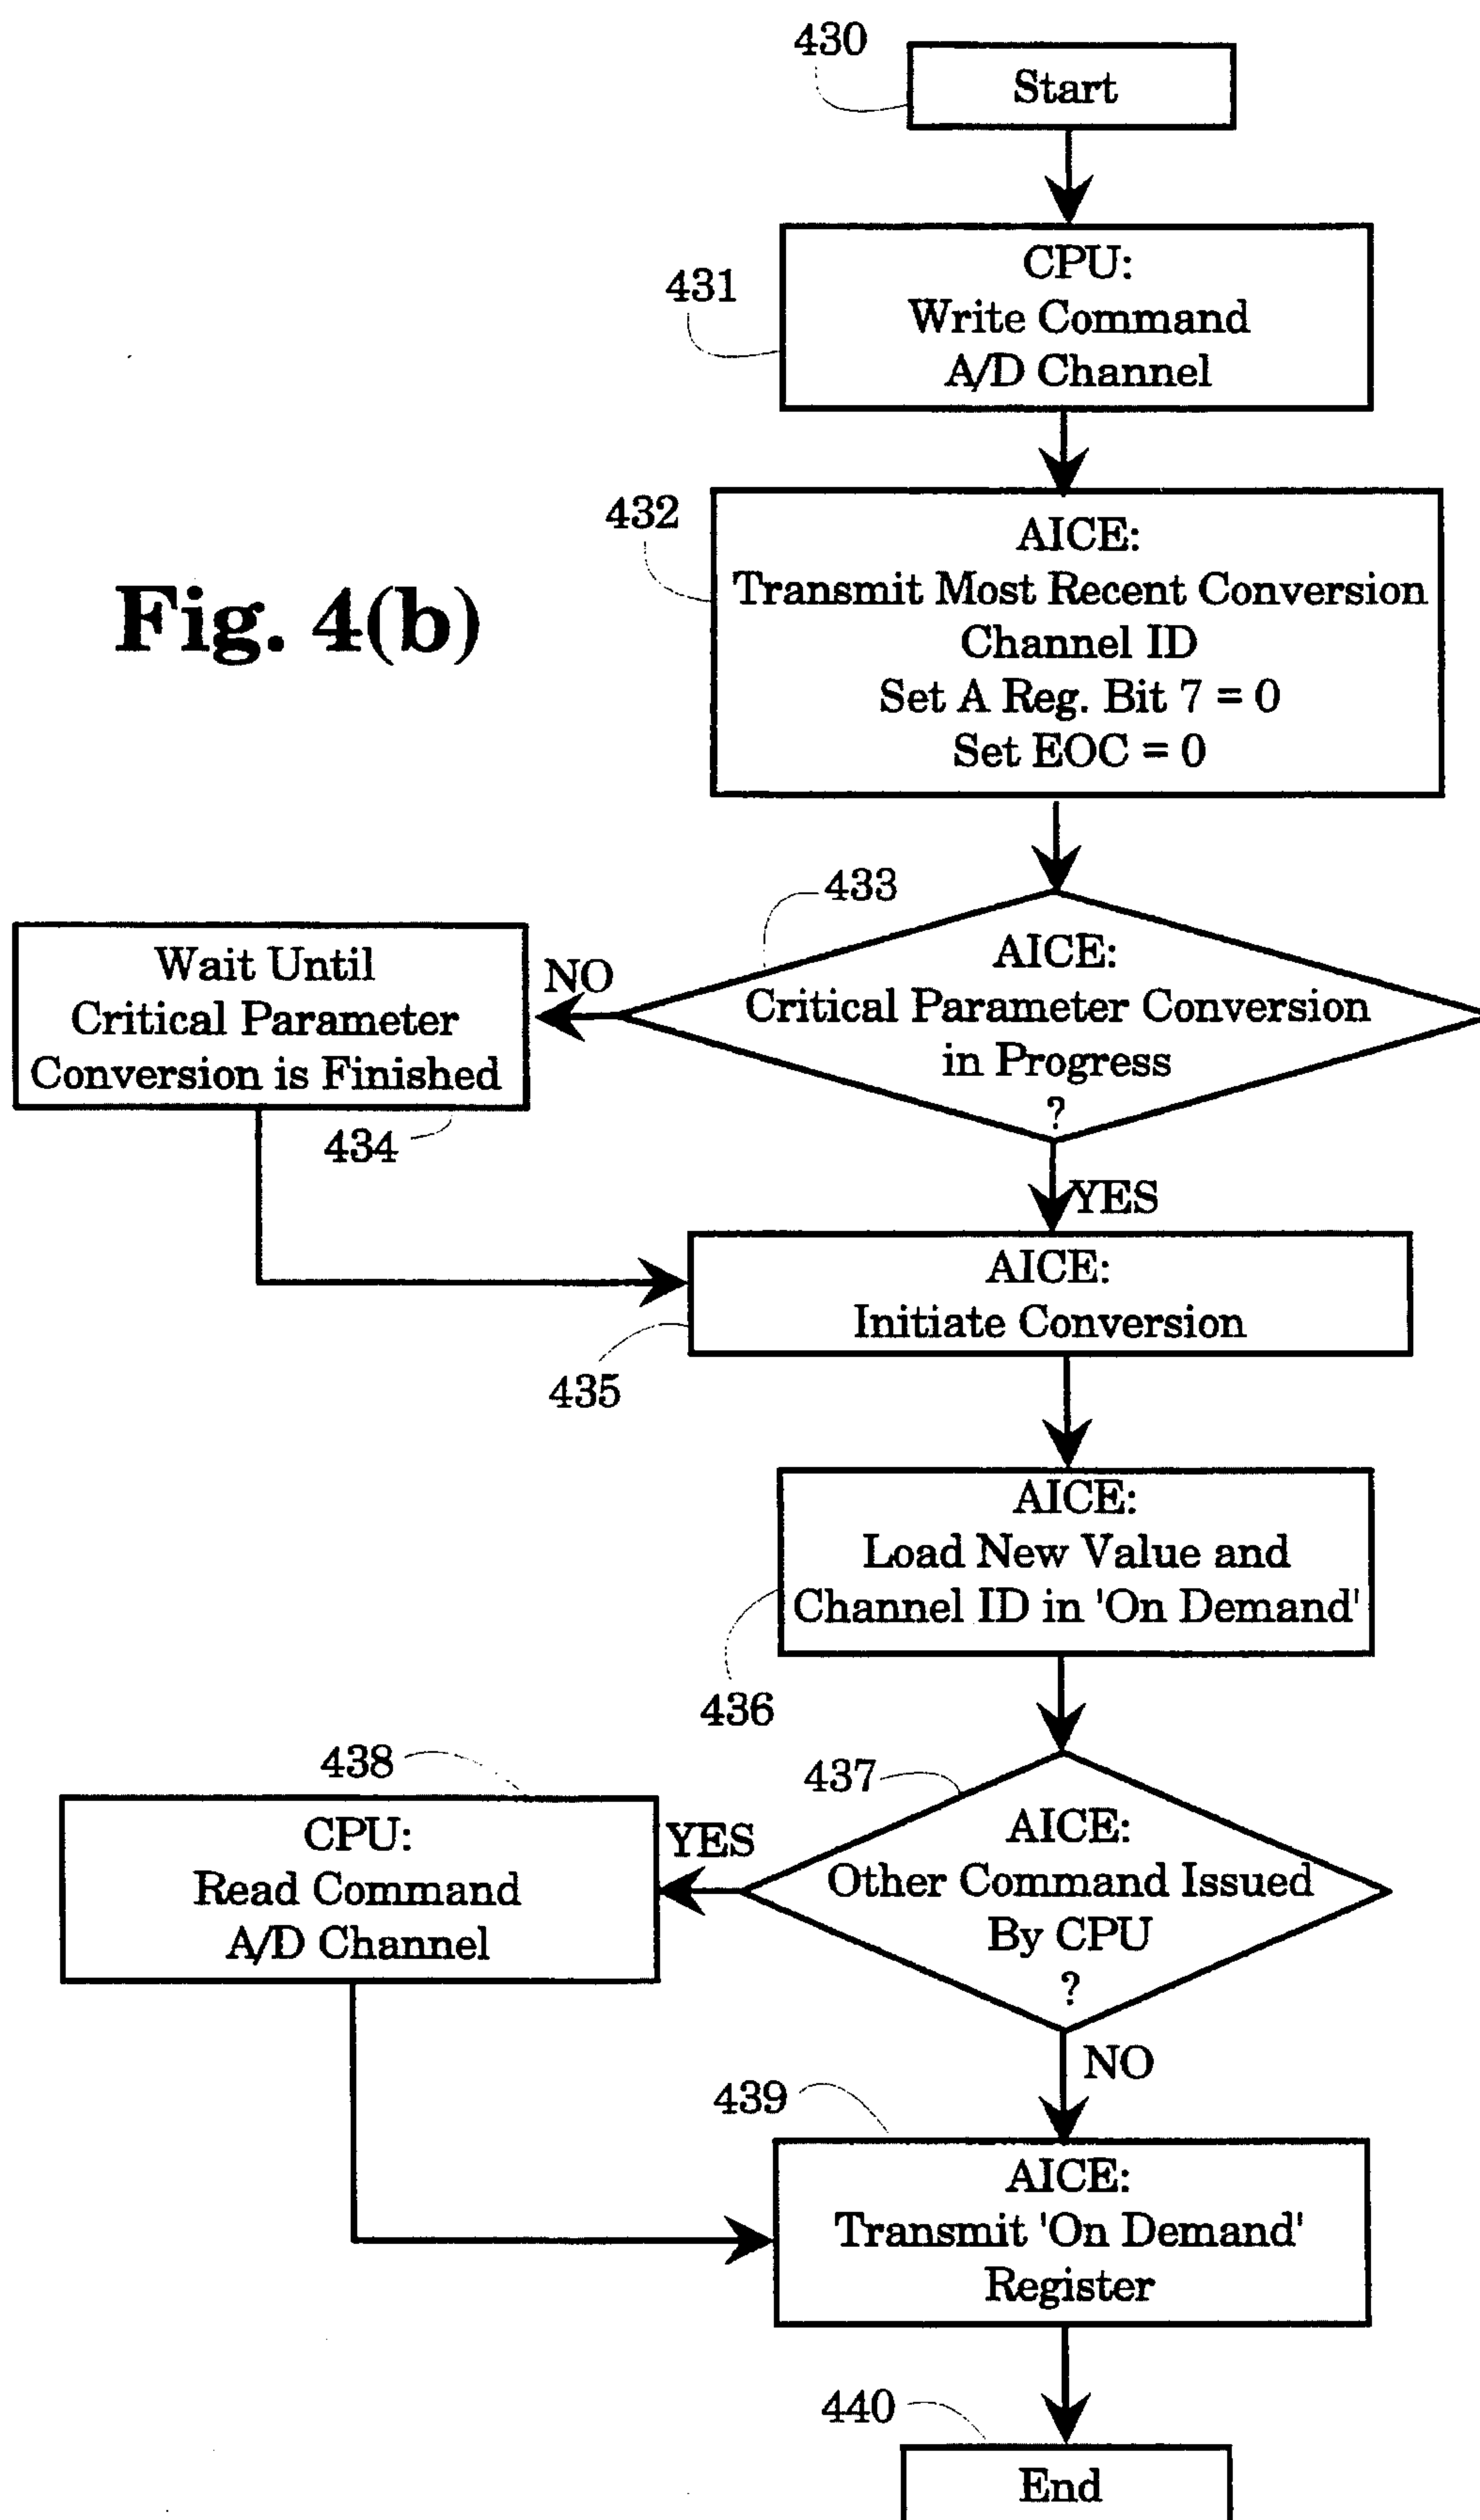 430
Start
431
CPU:
Write Command
A/D Channel
432
AICE:
Transmit Most Recent Conversion
Channel ID
Set A Reg. Bit 7 = 0
Set EOC = 0
Fig. 4(b)
433
AICE:
Critical Parameter Conversion
in Progress
?
NO
Wait Until
Critical Parameter
Conversion is Finished
434
YES
AICE:
Initiate Conversion
435
AICE:
Load New Value and
Channel ID in 'On Demand'
436
437
AICE:
Other Command Issued
By CPU
?
YES
438
CPU:
Read Command
A/D Channel
NO
439
AICE:
Transmit 'On Demand'
Register
440
End